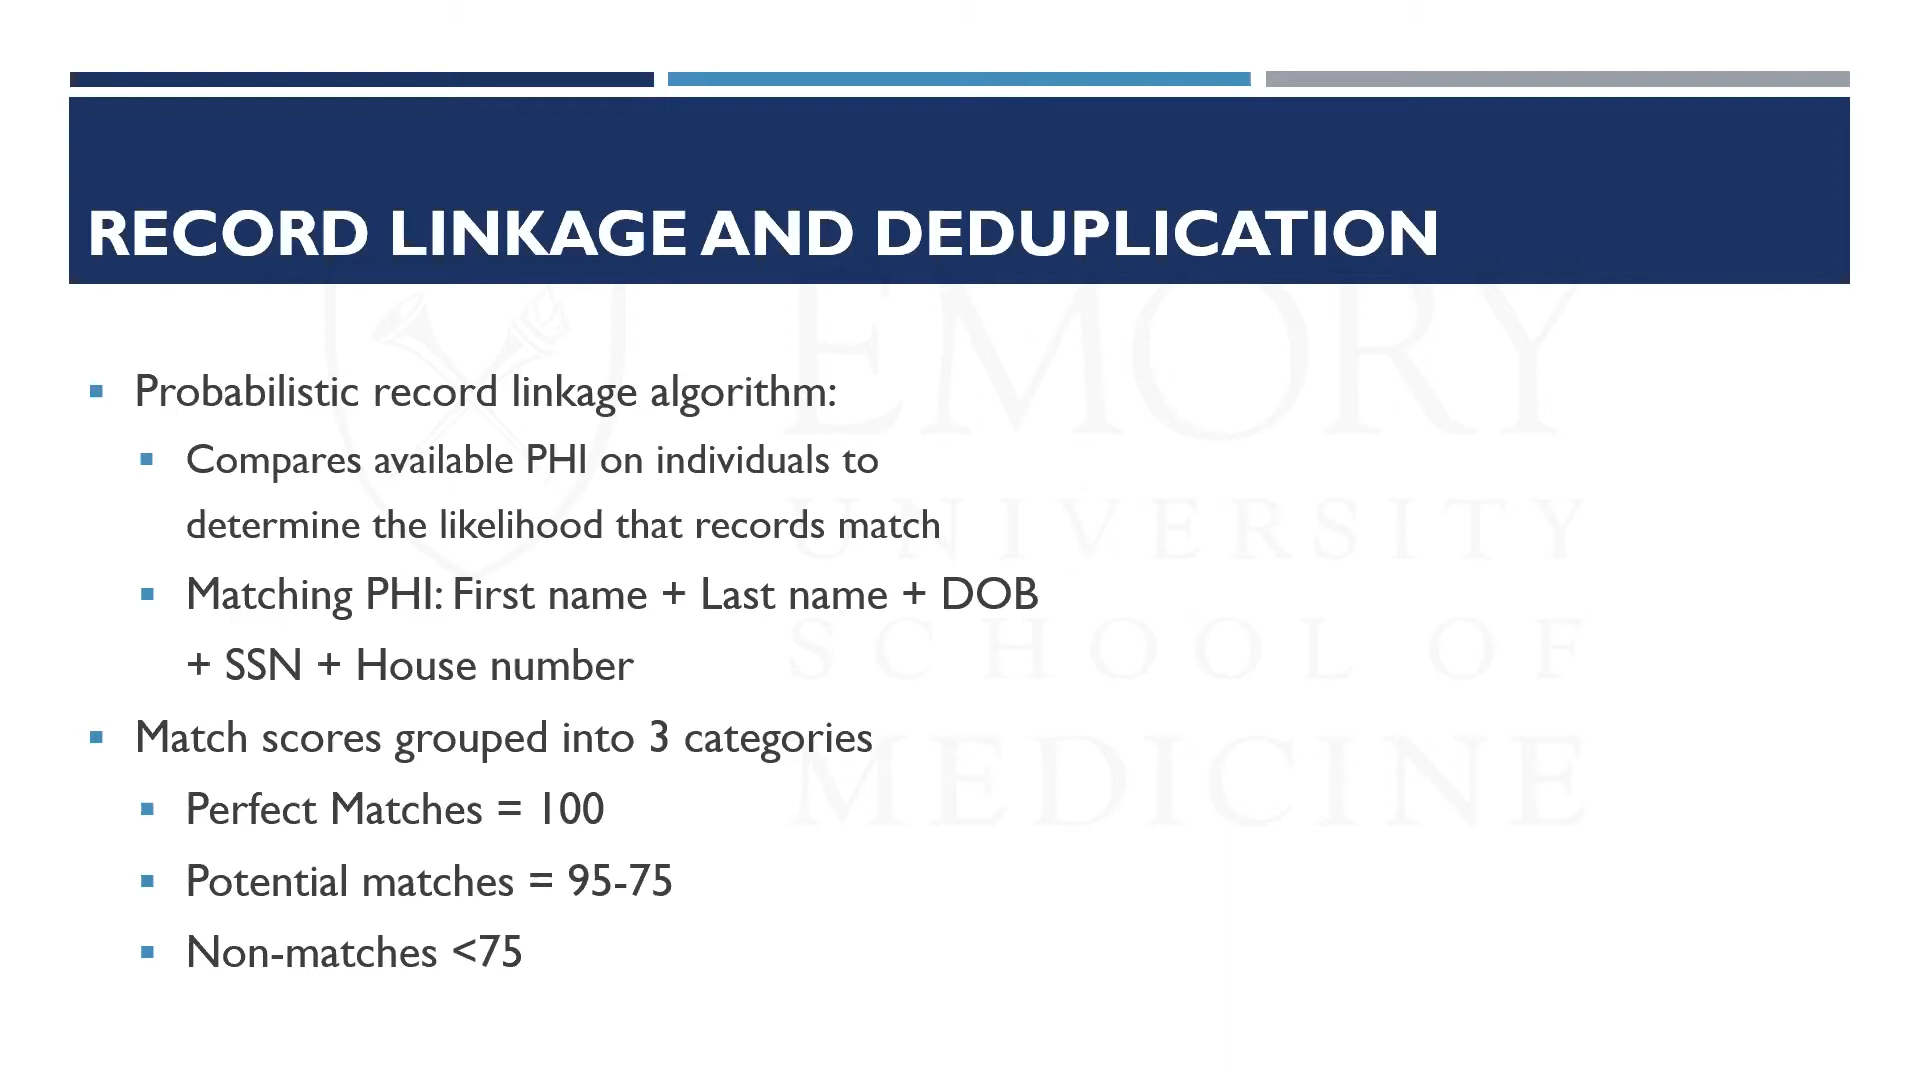 RECORD LINKAGE AND DEDUPLICATION
EMORY
UNIVERSITY
SCHOOL OF
MEDICINE
Probabilistic record linkage algorithm:
Compares available PHI on individuals to
determine the likelihood that records match
Matching PHI: First name + Last name + DOB
+ SSN + House number
Match scores grouped into 3 categories
Perfect Matches = 100
Potential matches = 95-75
Non-matches <75